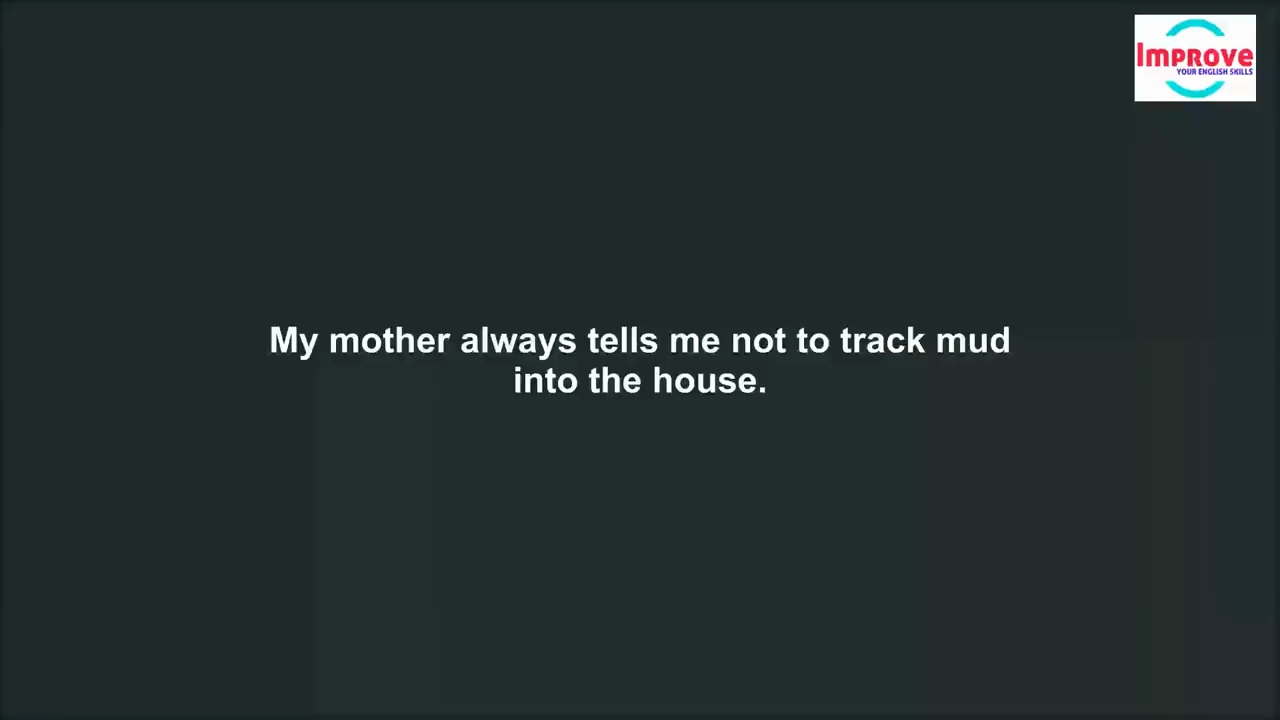 Improve
YOUR ENGLISH SKILLS
My mother always tells me not to track mud
into the house.